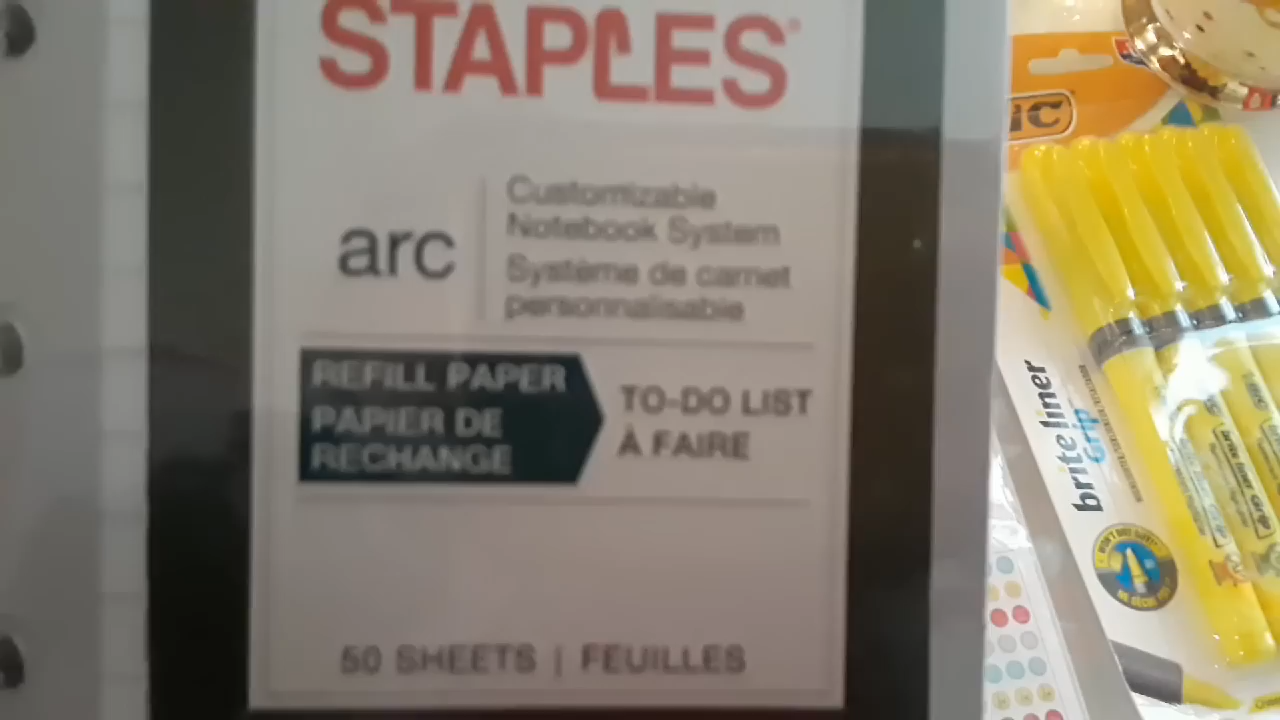 STAPLES
arc
Customizable
Notebook System
Système de carnet
personnalisable
REFILL PAPER
PAPIER DE
RECHANGE
TO-DO LIST
À FAIRE
50 SHEETS | FEUILLES
BIC
brite liner
Grip